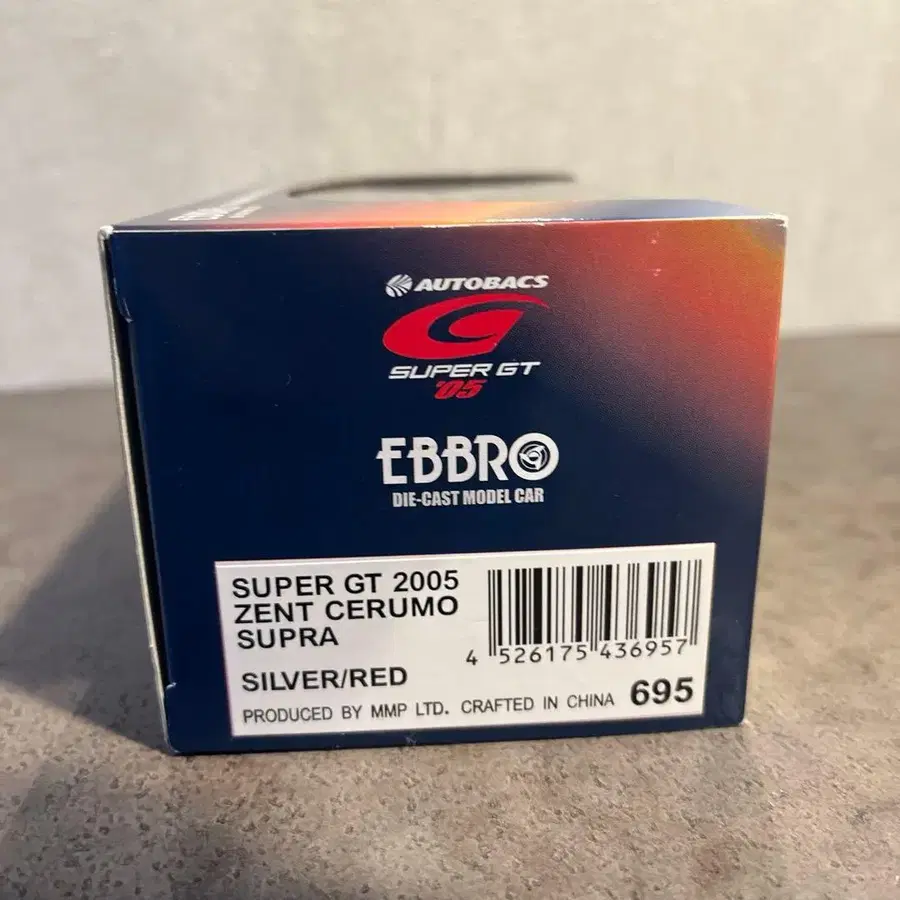 AUTOBACS
SUPER GT
'05
EBBRO
DIE-CAST MODEL CAR
SUPER GT 2005
ZENT CERUMO
SUPRA
SILVER/RED
4 526175 436957
PRODUCED BY MMP LTD. CRAFTED IN CHINA 695